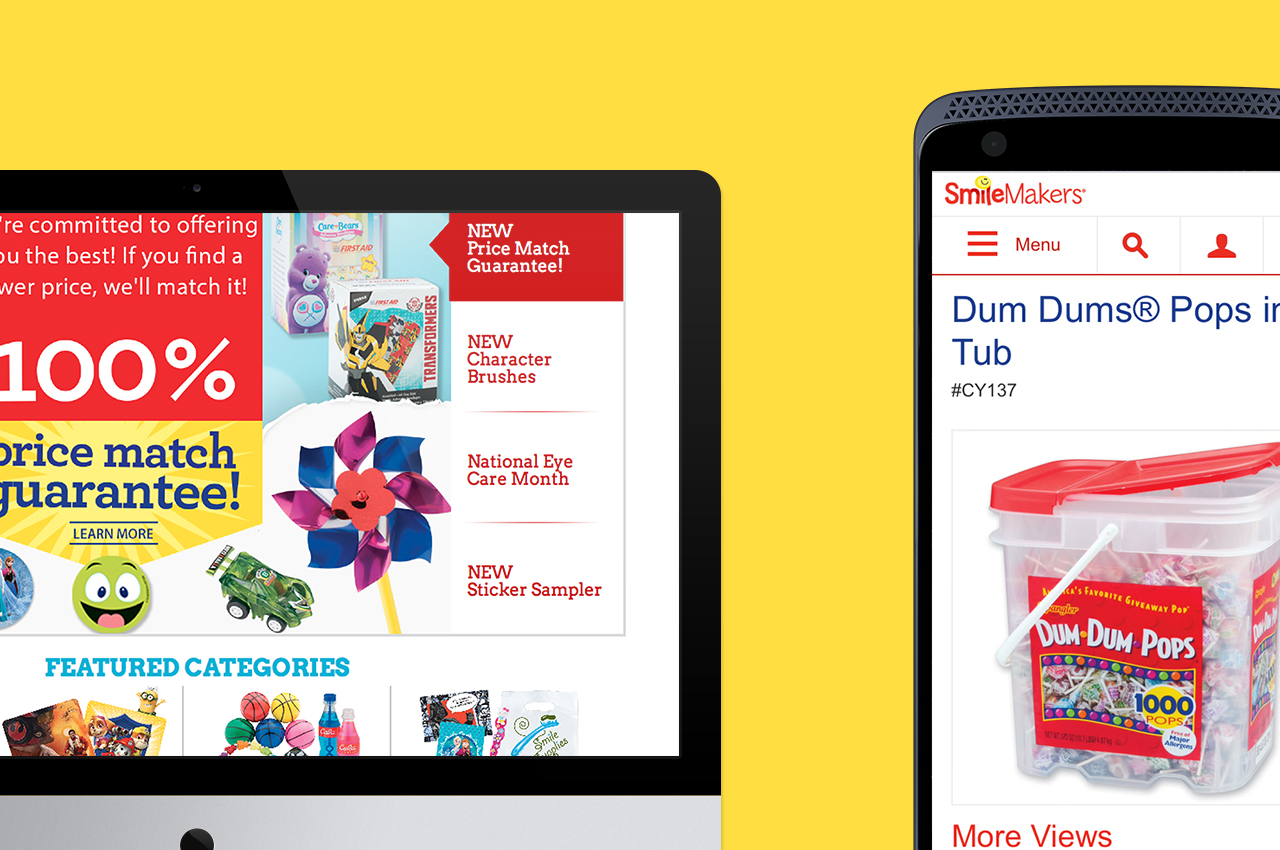 're committed to offering
ou the best! If you find a
wer price, we'll match it!
100%
price match
guarantee!
LEARN MORE
Care Bears
FIRST AID
FIRST AID
TRANSFORMERS
NEW
Price Match
Guarantee!
NEW
Character
Brushes
National Eye
Care Month
NEW
Sticker Sampler
FEATURED CATEGORIES
Smile
Supplies
SmileMakers®
Menu
Dum Dums® Pops in
Tub
#CY137
AMERICA'S FAVORITE GIVEAWAY POP
Spangler
DUM·DUM·POPS
1000
POPS
Free of
Major
Allergens
More Views